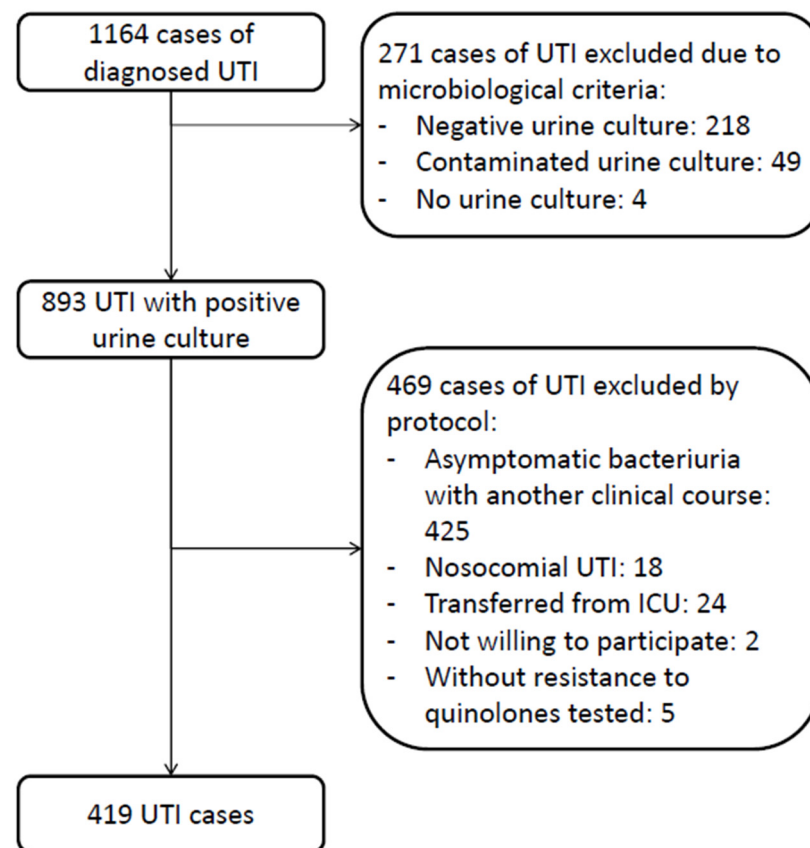 1164 cases of
diagnosed UTI
271 cases of UTI excluded due to
microbiological criteria:
- Negative urine culture: 218
- Contaminated urine culture: 49
- No urine culture: 4
893 UTI with positive
urine culture
469 cases of UTI excluded by
protocol:
- Asymptomatic bacteriuria
with another clinical course:
425
- Nosocomial UTI: 18
- Transferred from ICU: 24
- Not willing to participate: 2
- Without resistance to
quinolones tested: 5
419 UTI cases